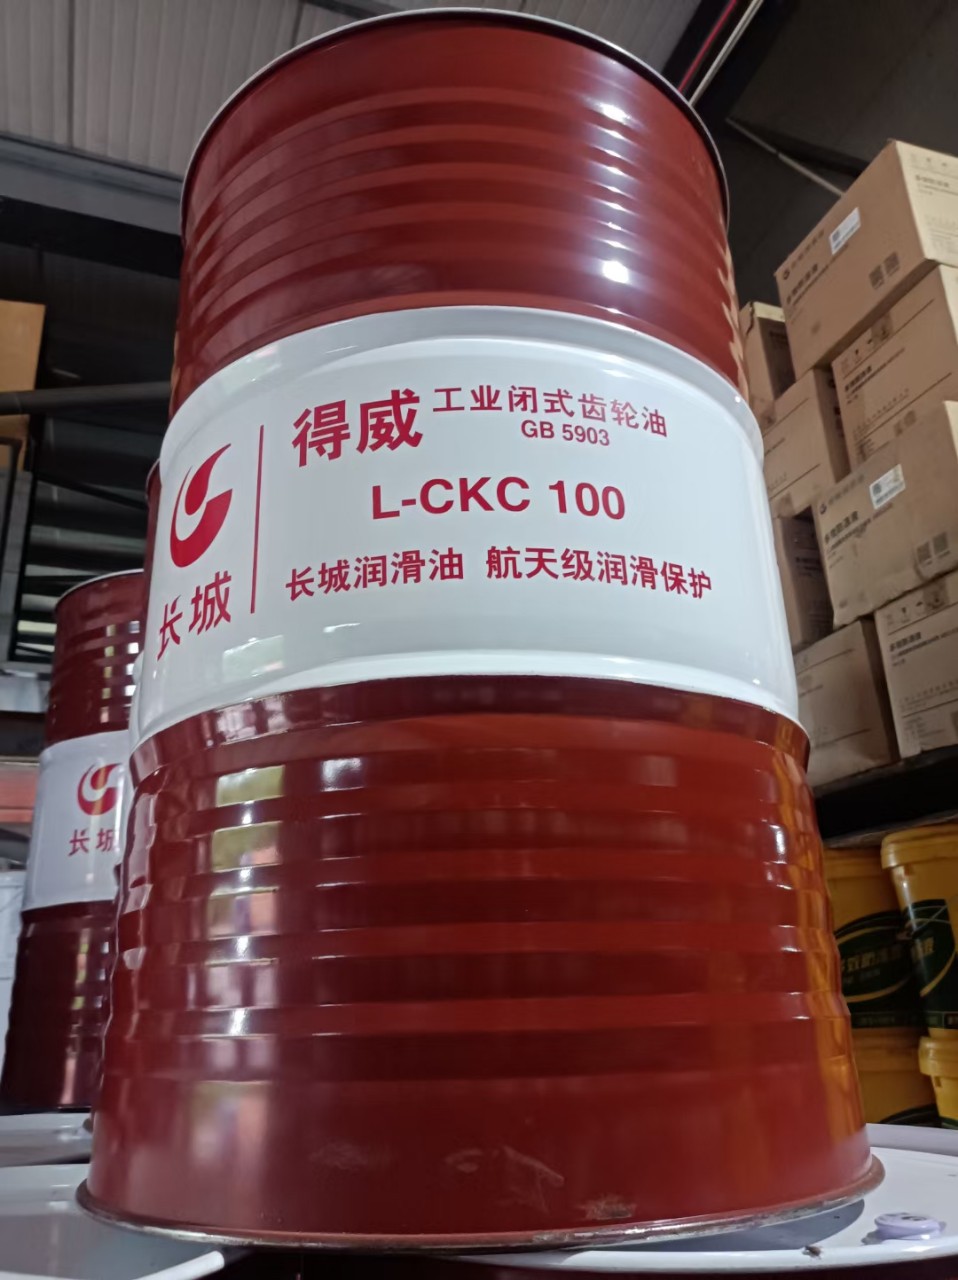 得威 工业闭式齿轮油
GB 5903
L-CKC 100
长城润滑油 航天级润滑保护
长城
长城